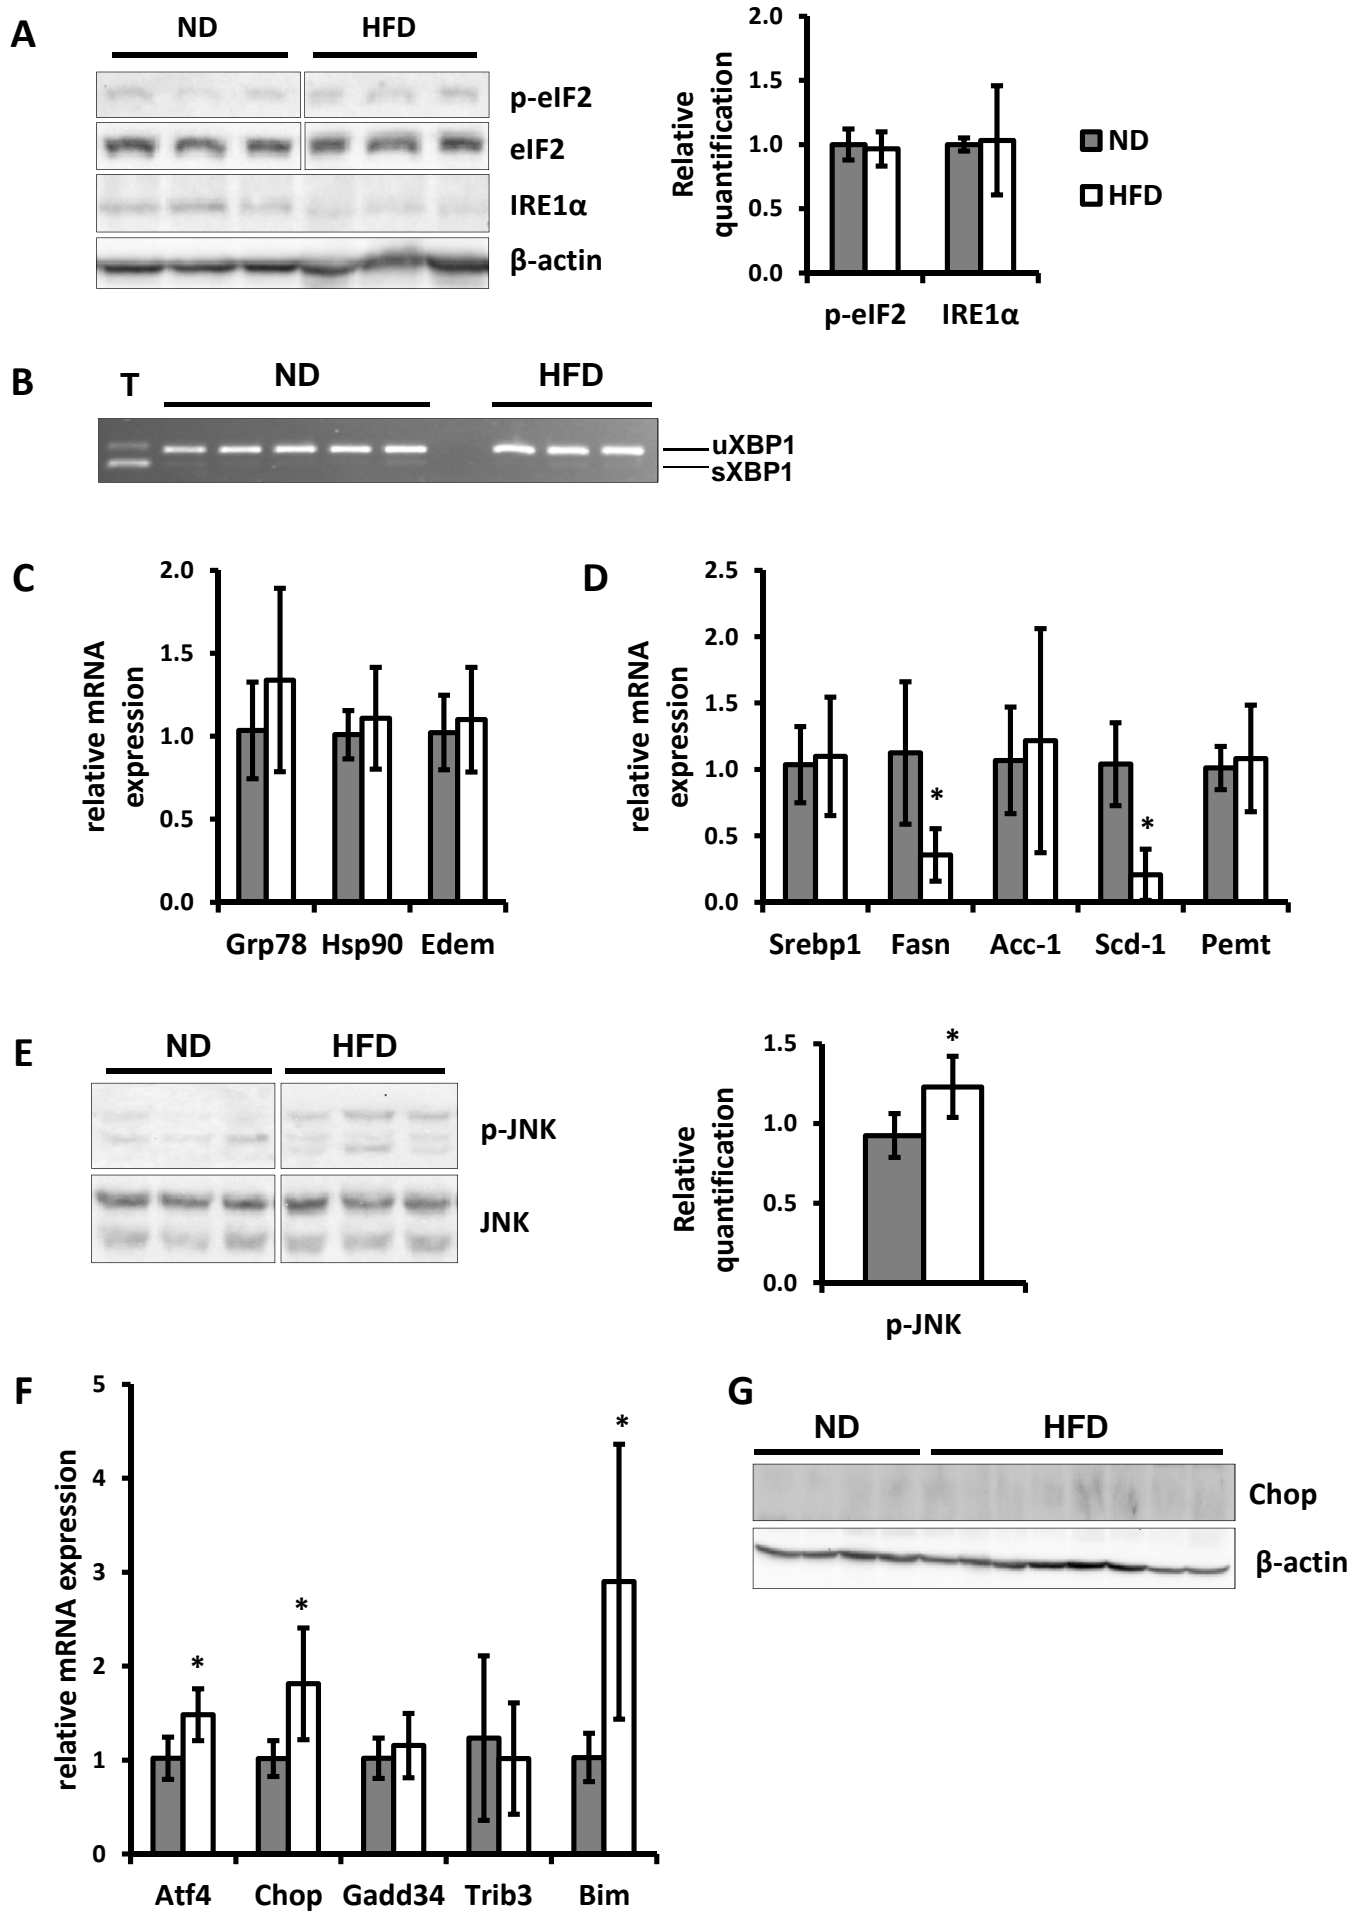 A
ND
HFD
p-eIF2
eIF2
IRE1α
β-actin
Relative
quantification
2.0
1.5
1.0
0.5
0.0
p-eIF2 IRE1α
ND
HFD
B
T
ND
HFD
uXBP1
sXBP1
C
relative mRNA
expression
2.0
1.5
1.0
0.5
0.0
Grp78 Hsp90 Edem
D
relative mRNA
expression
2.5
2.0
1.5
1.0
0.5
0.0
*
*
Srebp1 Fasn Acc-1 Scd-1 Pemt
E
ND
HFD
p-JNK
JNK
Relative
quantification
1.5
1.0
0.5
0.0
*
p-JNK
F
relative mRNA expression
5
4
3
2
1
0
*
*
*
Atf4 Chop Gadd34 Trib3 Bim
G
ND
HFD
Chop
β-actin